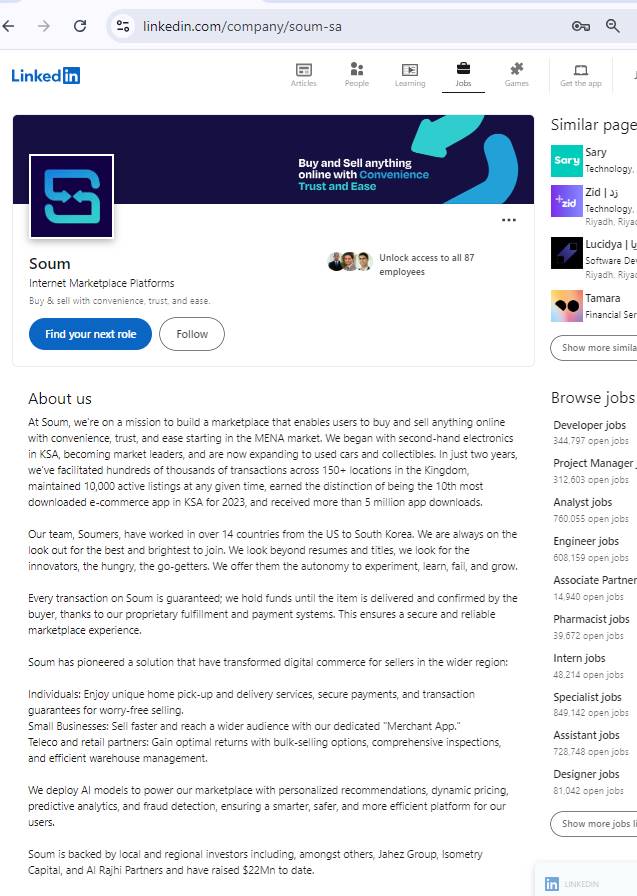 linkedin.com/company/soum-sa
Linked in
Articles
People
Learning
Jobs
Games
Get the app
Buy and Sell anything
online with Convenience
Trust and Ease
Soum
Internet Marketplace Platforms
Buy & sell with convenience, trust, and ease.
Unlock access to all 87
employees
Find your next role
Follow
About us
At Soum, we're on a mission to build a marketplace that enables users to buy and sell anything online
with convenience, trust, and ease starting in the MENA market. We began with second-hand electronics
in KSA, becoming market leaders, and are now expanding to used cars and collectibles. In just two years,
we've facilitated hundreds of thousands of transactions across 150+ locations in the Kingdom,
maintained 10,000 active listings at any given time, earned the distinction of being the 10th most
downloaded e-commerce app in KSA for 2023, and received more than 5 million app downloads.
Our team, Soumers, have worked in over 14 countries from the US to South Korea. We are always on the
look out for the best and brightest to join. We look beyond resumes and titles, we look for the
innovators, the hungry, the go-getters. We offer them the autonomy to experiment, learn, fail, and grow.
Every transaction on Soum is guaranteed; we hold funds until the item is delivered and confirmed by the
buyer, thanks to our proprietary fulfillment and payment systems. This ensures a secure and reliable
marketplace experience.
Soum has pioneered a solution that have transformed digital commerce for sellers in the wider region:
Individuals: Enjoy unique home pick-up and delivery services, secure payments, and transaction
guarantees for worry-free selling.
Small Businesses: Sell faster and reach a wider audience with our dedicated "Merchant App."
Teleco and retail partners: Gain optimal returns with bulk-selling options, comprehensive inspections,
and efficient warehouse management.
We deploy AI models to power our marketplace with personalized recommendations, dynamic pricing,
predictive analytics, and fraud detection, ensuring a smarter, safer, and more efficient platform for our
users.
Soum is backed by local and regional investors including, amongst others, Jahez Group, Isometry
Capital, and Al Rajhi Partners and have raised $22Mn to date.
Similar page
Sary
Sary
Technology,
zid
Zid | زد
Technology,
Riyadh, Riya
Lucidya |
Software Dev
Riyadh, Riya
Tamara
Financial Ser
Show more simila
Browse jobs
Developer jobs
344,797 open jobs
Project Manager
312,603 open jobs
Analyst jobs
760,055 open jobs
Engineer jobs
608,159 open jobs
Associate Partner
14,940 open jobs
Pharmacist jobs
39,672 open jobs
Intern jobs
48,214 open jobs
Specialist jobs
849,142 open jobs
Assistant jobs
728,748 open jobs
Designer jobs
81,042 open jobs
Show more jobs li
in LINKEDIN